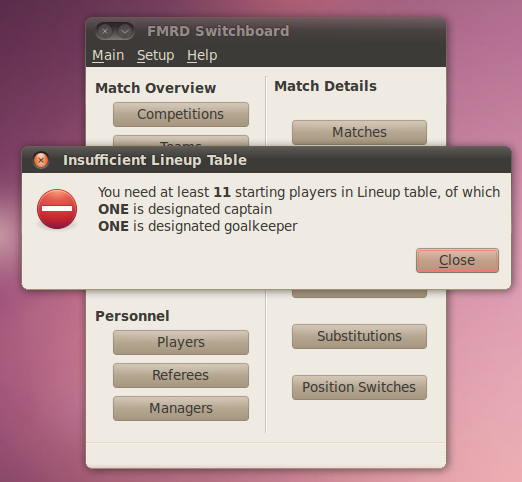 FMRD Switchboard
Main Setup Help
Match Overview
Match Details
Competitions
Teams
Matches
Insufficient Lineup Table
You need at least 11 starting players in Lineup table, of which
ONE is designated captain
ONE is designated goalkeeper
Close
Personnel
Players
Referees
Managers
Substitutions
Position Switches